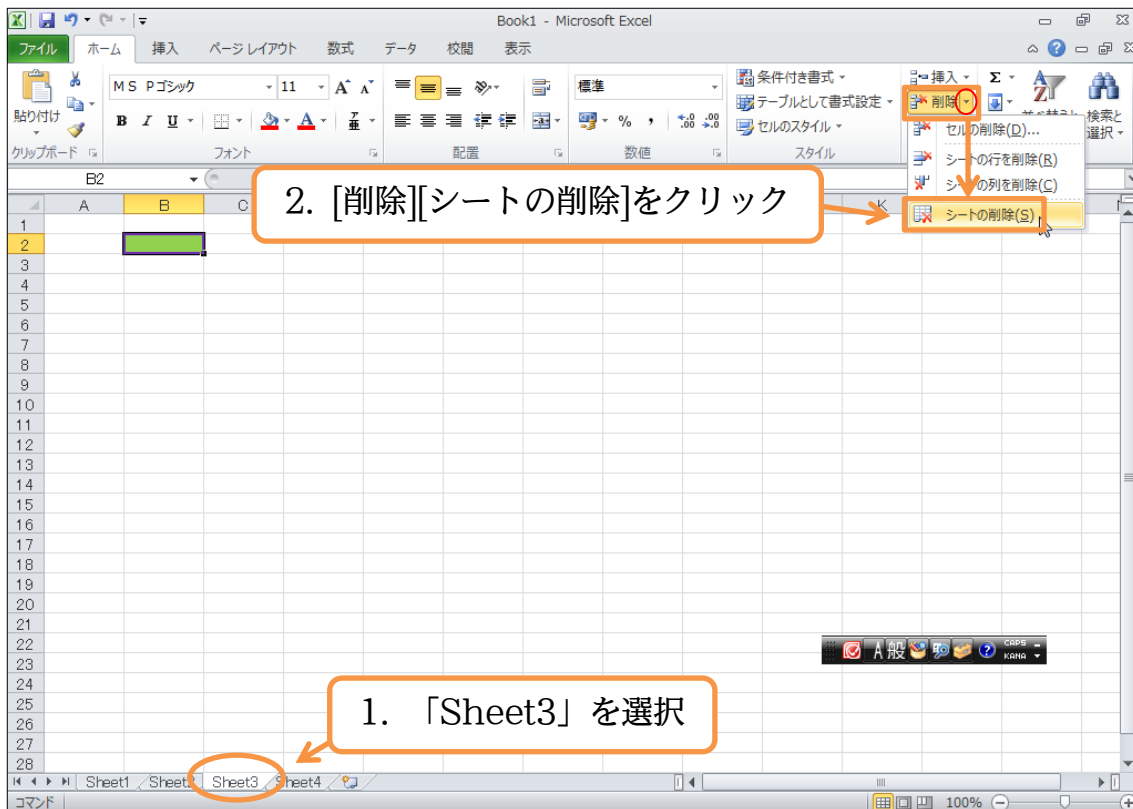 Book1 - Microsoft Excel
ファイル ホーム 挿入 ページ レイアウト 数式 データ 校閲 表示
ＭＳ Ｐゴシック 11 A A 標準 条件付き書式 挿入 Σ
テーブルとして書式設定 削除
貼り付け B I U A % , セルのスタイル 検索と
選択
クリップボード フォント 配置 数値 スタイル
セルの削除(D)...
シートの行を削除(R)
シートの列を削除(C)
シートの削除(S)
B2
2. [削除][シートの削除]をクリック
A B C K
1
2
3
4
5
6
7
8
9
10
11
12
13
14
15
16
17
18
19
20
21
22
23
24
25
26
27
28
A 般 CAPS
KANA
1. 「Sheet3」を選択
Sheet1 Sheet2 Sheet3 Sheet4
コマンド 100%